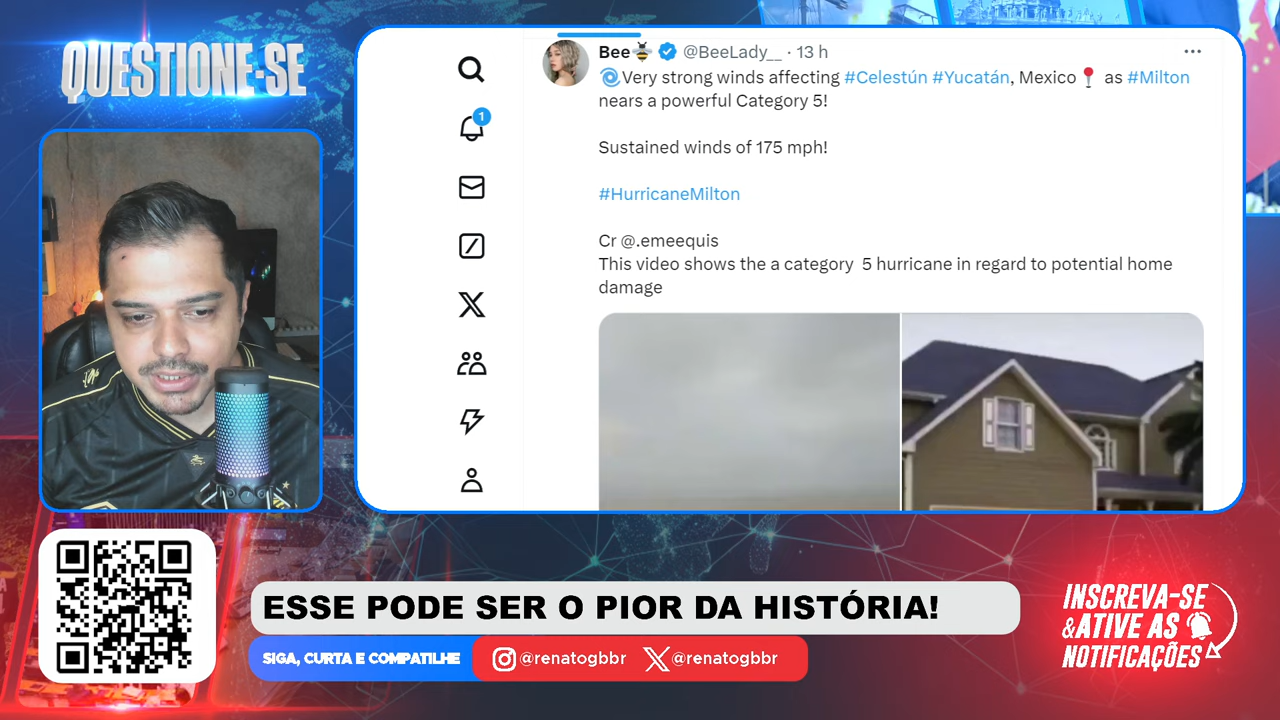 QUESTIONE-SE
Bee @BeeLady__ · 13 h
Very strong winds affecting #Celestún #Yucatán, Mexico as #Milton
nears a powerful Category 5!
Sustained winds of 175 mph!
#HurricaneMilton
Cr @.emeequis
This video shows the a category 5 hurricane in regard to potential home
damage
1
ESSE PODE SER O PIOR DA HISTÓRIA!
SIGA, CURTA E COMPATILHE
@renatogbbr
@renatogbbr
INSCREVA-SE
&ATIVE AS
NOTIFICAÇÕES